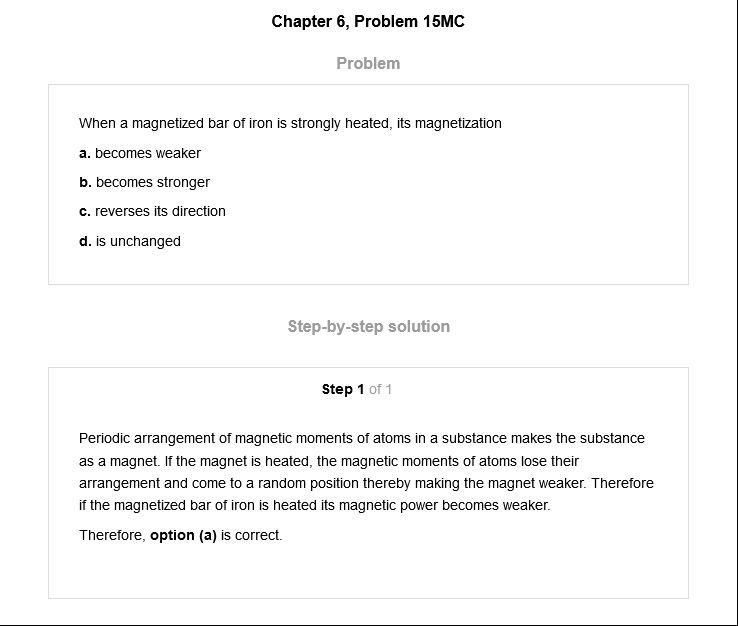 Chapter 6, Problem 15MC
Problem
When a magnetized bar of iron is strongly heated, its magnetization
a. becomes weaker
b. becomes stronger
c. reverses its direction
d. is unchanged
Step-by-step solution
Step 1 of 1
Periodic arrangement of magnetic moments of atoms in a substance makes the substance
as a magnet. If the magnet is heated, the magnetic moments of atoms lose their
arrangement and come to a random position thereby making the magnet weaker. Therefore
if the magnetized bar of iron is heated its magnetic power becomes weaker.
Therefore, option (a) is correct.